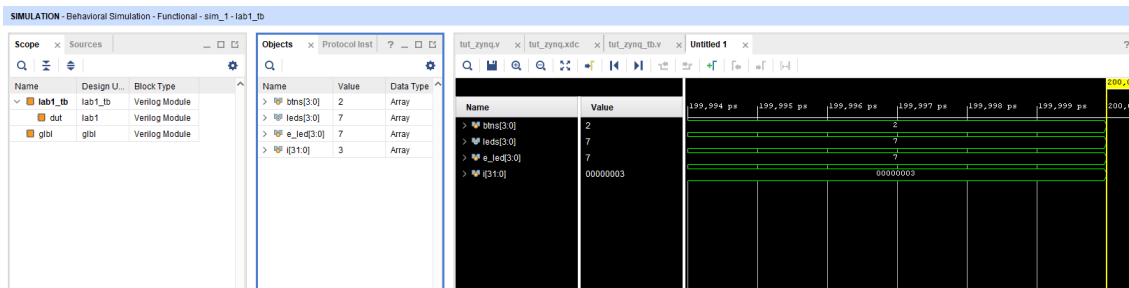 SIMULATION - Behavioral Simulation - Functional - sim_1 - lab1_tb
Scope × Sources
Name Design U... Block Type
lab1_tb lab1_tb Verilog Module
dut lab1 Verilog Module
glbl glbl Verilog Module
Objects × Protocol Inst ?
Name Value Data Type
btns[3:0] 2 Array
leds[3:0] 7 Array
e_led[3:0] 7 Array
i[31:0] 3 Array
tut_zynq.v × tut_zynq.xdc × tut_zynq_tb.v × Untitled 1 × ?
200,0
Name Value 199,994 ps 199,995 ps 199,996 ps 199,997 ps 199,998 ps 199,999 ps 200,
btns[3:0] 2 2
leds[3:0] 7 7
e_led[3:0] 7 7
i[31:0] 00000003 00000003